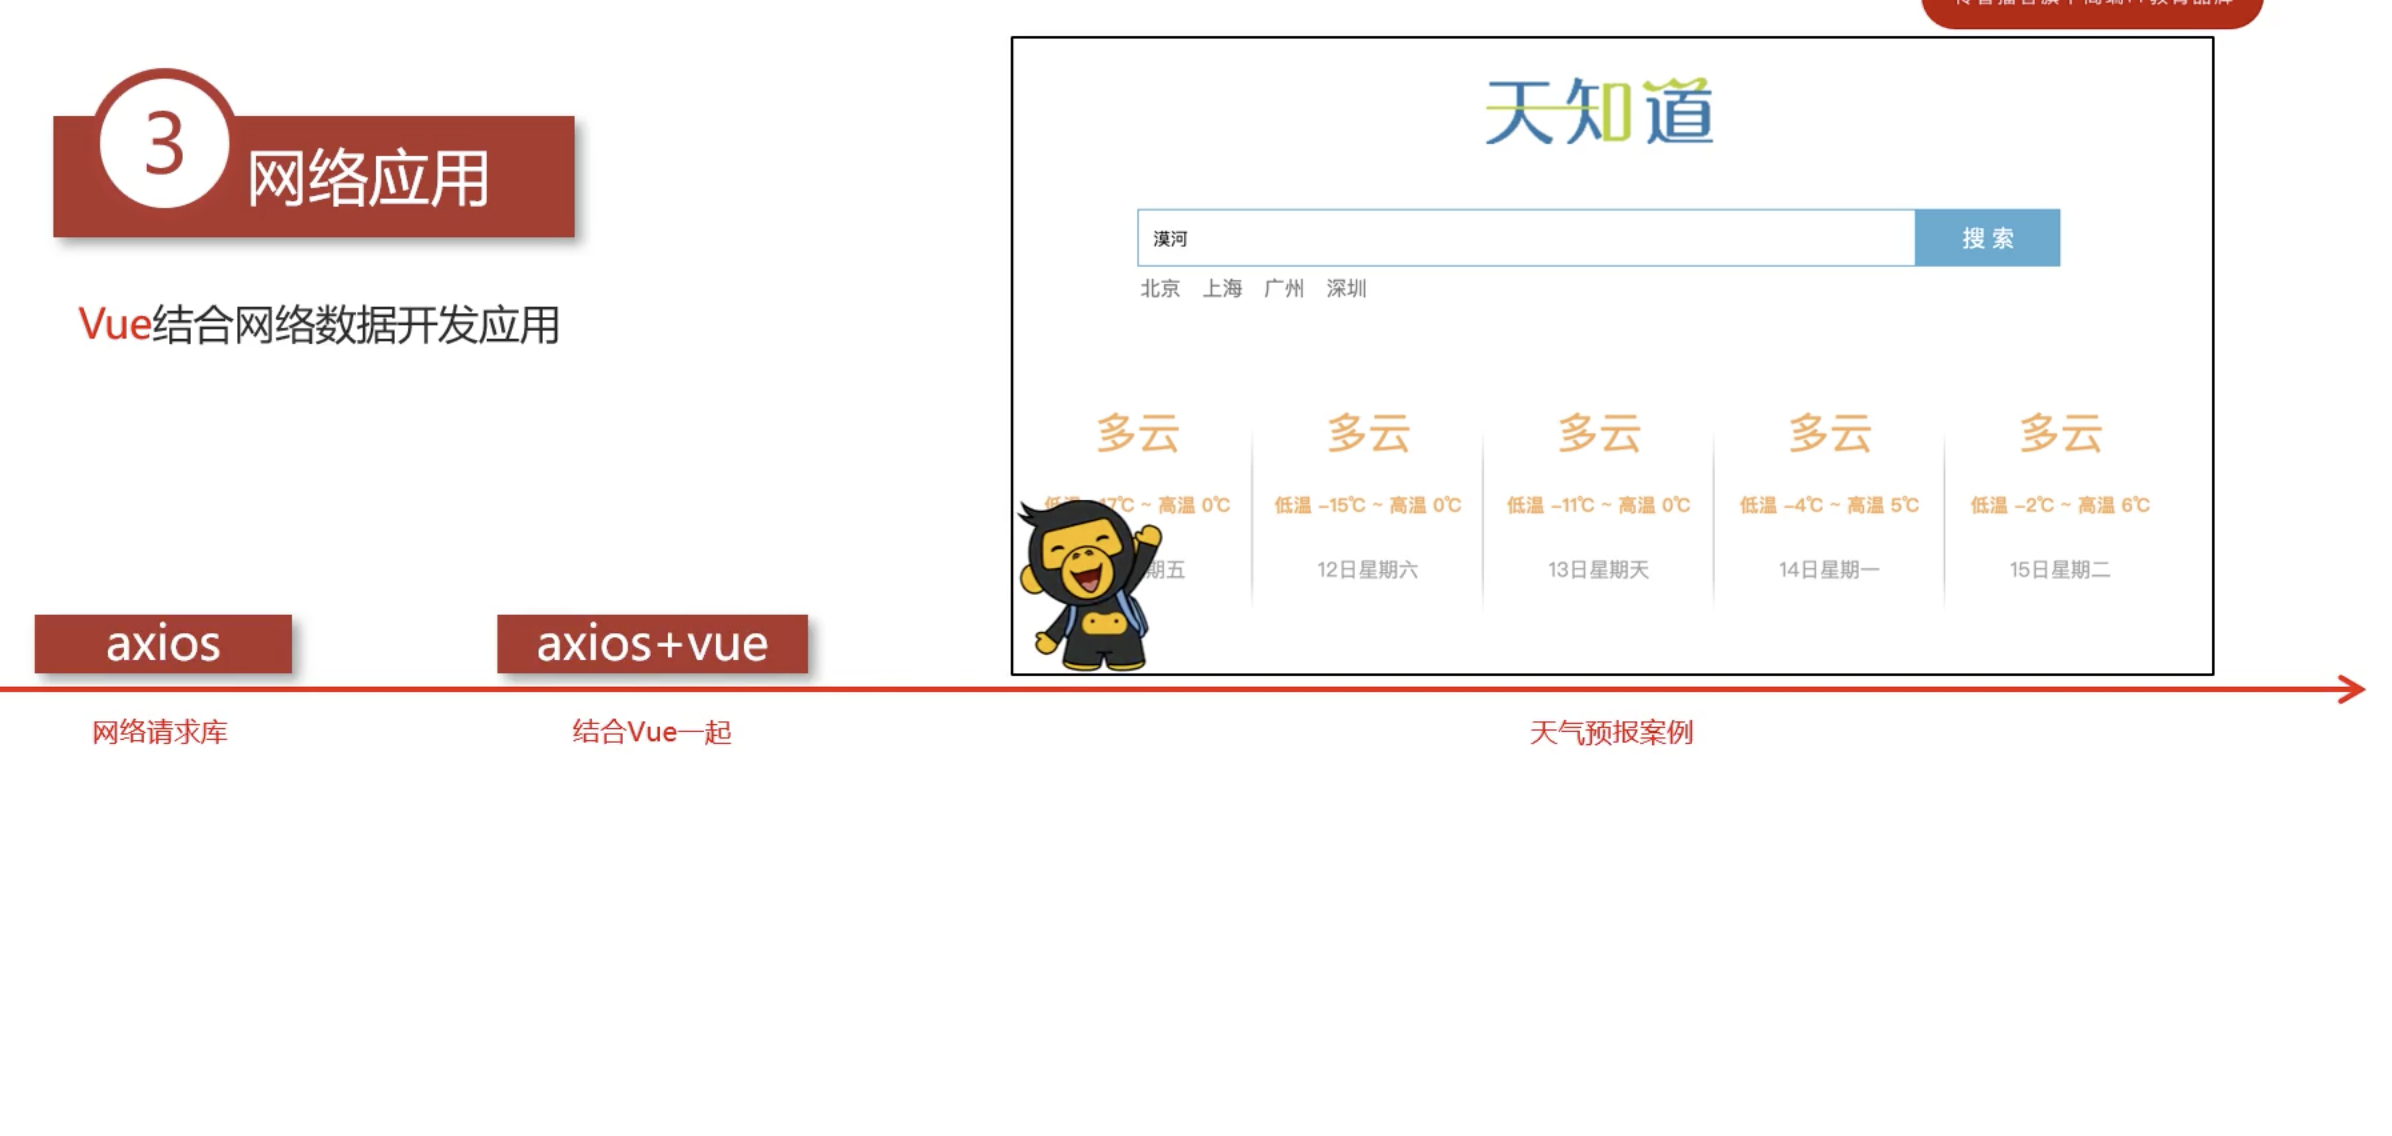 3
网络应用
Vue结合网络数据开发应用
天知道
漠河
搜索
北京 上海 广州 深圳
多云 多云 多云 多云 多云
17℃ ~ 高温 0℃ 低温 -15℃ ~ 高温 0℃ 低温 -11℃ ~ 高温 0℃ 低温 -4℃ ~ 高温 5℃ 低温 -2℃ ~ 高温 6℃
期五 12日星期六 13日星期天 14日星期一 15日星期二
axios
axios+vue
网络请求库
结合Vue一起
天气预报案例